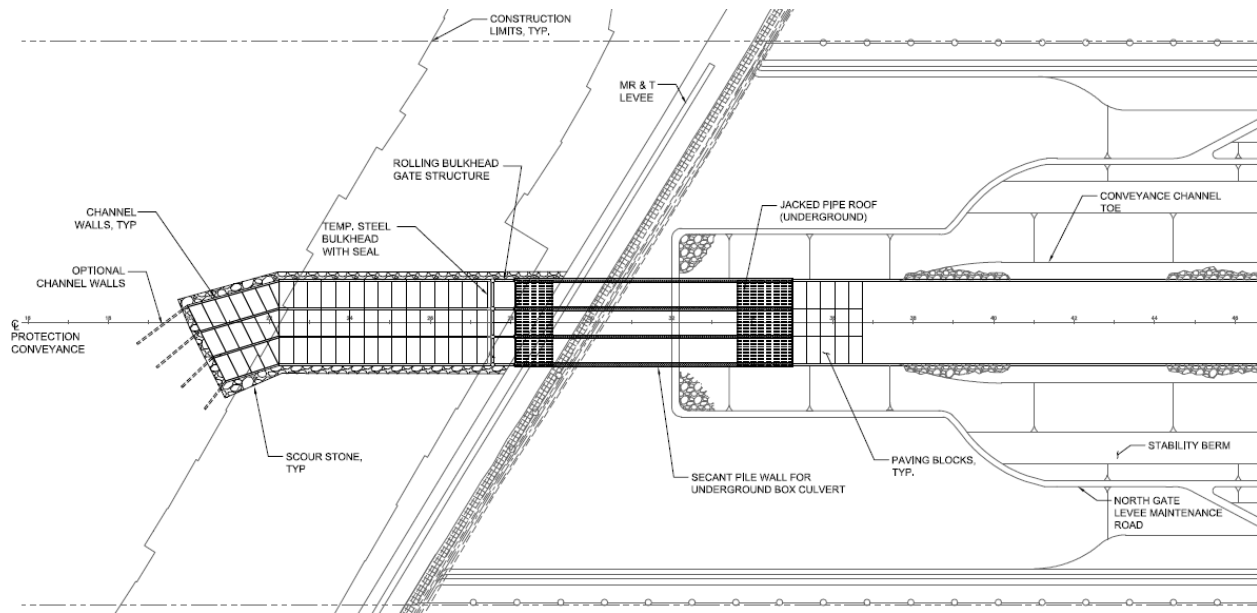 CONSTRUCTION
LIMITS, TYP.
MR & T
LEVEE
ROLLING BULKHEAD
GATE STRUCTURE
CHANNEL
WALLS, TYP
TEMP. STEEL
BULKHEAD
WITH SEAL
JACKED PIPE ROOF
(UNDERGROUND)
CONVEYANCE CHANNEL
TOE
OPTIONAL
CHANNEL WALLS
PROTECTION
CONVEYANCE
SCOUR STONE,
TYP
SECANT PILE WALL FOR
UNDERGROUND BOX CULVERT
PAVING BLOCKS,
TYP.
STABILITY BERM
NORTH GATE
LEVEE MAINTENANCE
ROAD